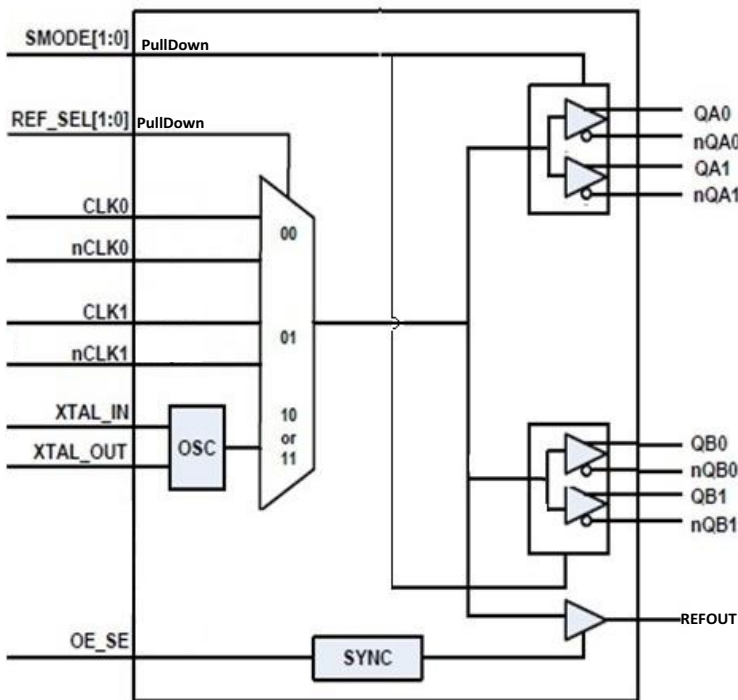 SMODE[1:0]
PullDown
REF_SEL[1:0]
PullDown
CLK0
nCLK0
CLK1
nCLK1
XTAL_IN
XTAL_OUT
OSC
00
01
10
or
11
QA0
nQA0
QA1
nQA1
QB0
nQB0
QB1
nQB1
REFOUT
OE_SE
SYNC